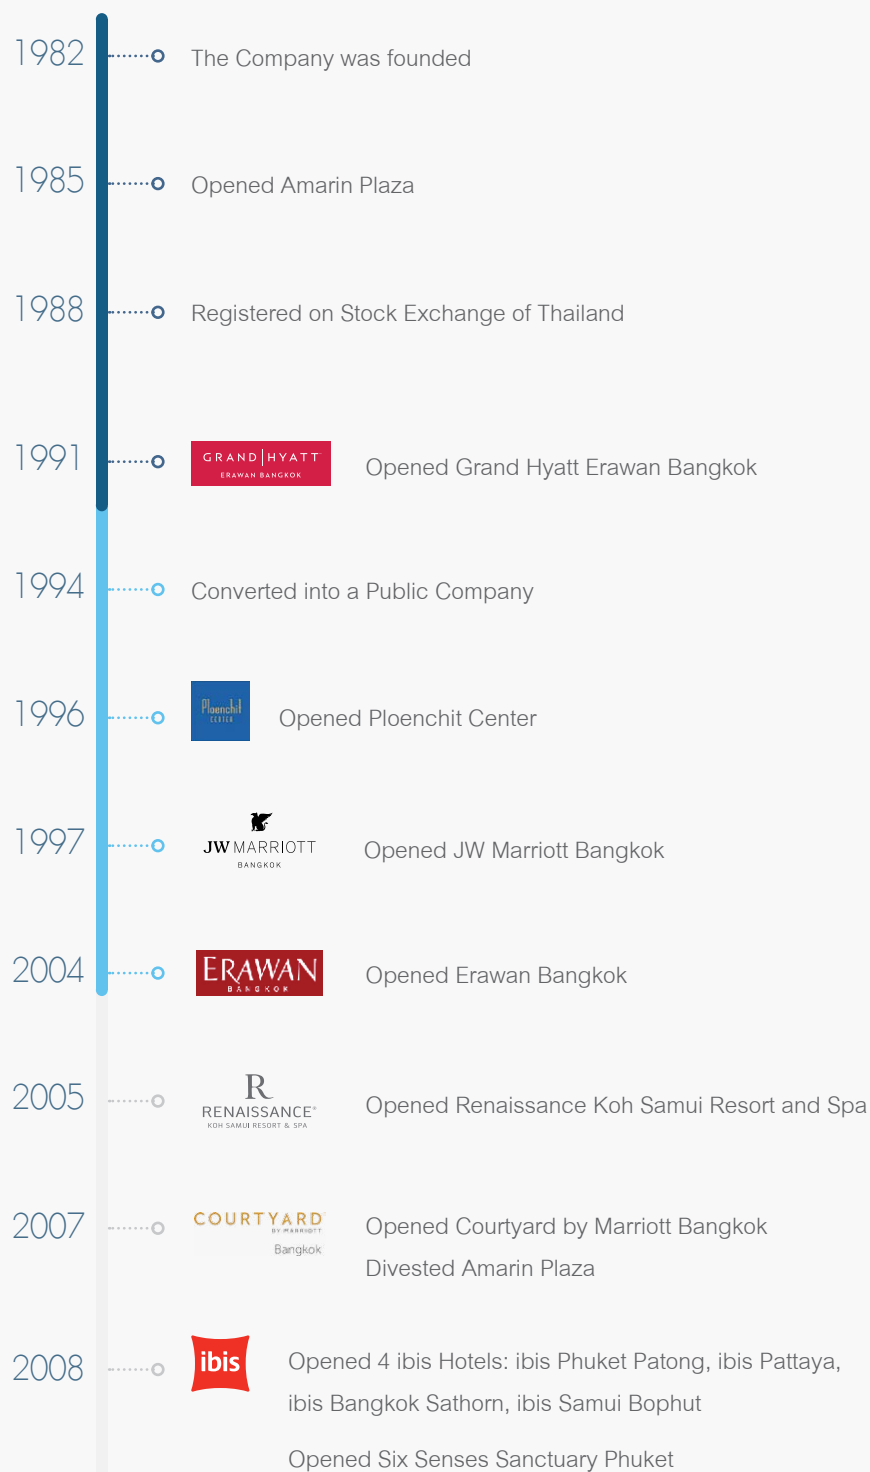 1982
The Company was founded
1985
Opened Amarin Plaza
1988
Registered on Stock Exchange of Thailand
1991
GRAND HYATT
ERAWAN BANGKOK
Opened Grand Hyatt Erawan Bangkok
1994
Converted into a Public Company
1996
Ploenchit
CENTER
Opened Ploenchit Center
1997
JW MARRIOTT
BANGKOK
Opened JW Marriott Bangkok
2004
ERAWAN
BANGKOK
Opened Erawan Bangkok
2005
R
RENAISSANCE®
KOH SAMUI RESORT & SPA
Opened Renaissance Koh Samui Resort and Spa
2007
COURTYARD
BY MARRIOTT
Bangkok
Opened Courtyard by Marriott Bangkok
Divested Amarin Plaza
2008
ibis
Opened 4 ibis Hotels: ibis Phuket Patong, ibis Pattaya,
ibis Bangkok Sathorn, ibis Samui Bophut
Opened Six Senses Sanctuary Phuket